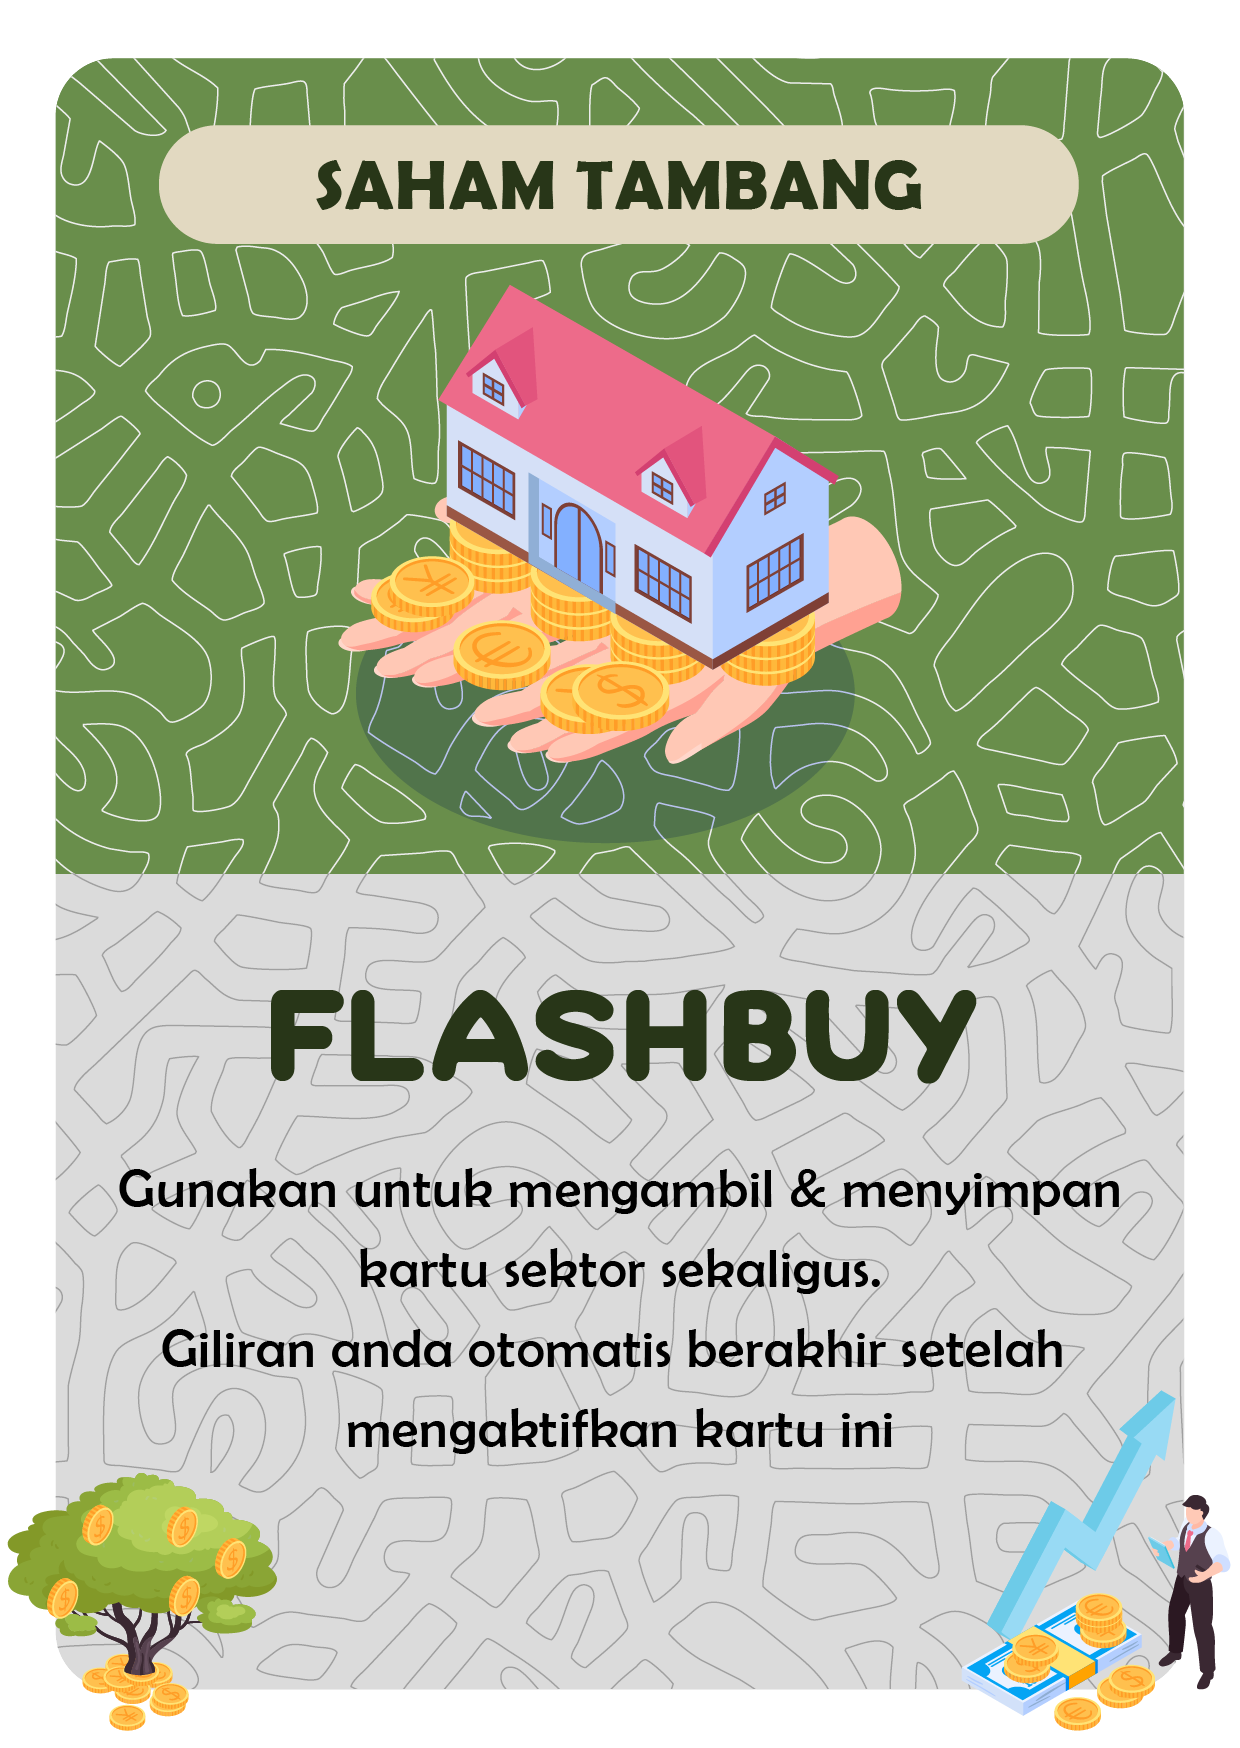 SAHAM TAMBANG
FLASHBUY
Gunakan untuk mengambil & menyimpan
kartu sektor sekaligus.
Giliran anda otomatis berakhir setelah
mengaktifkan kartu ini